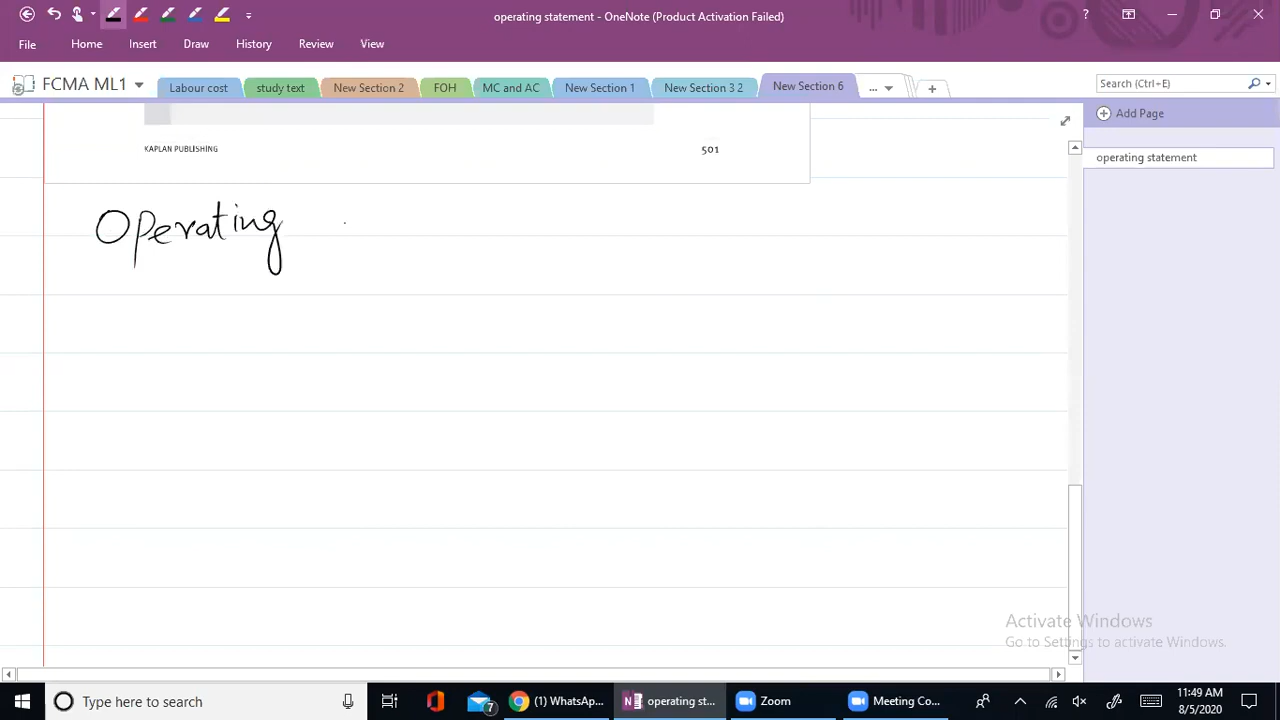 operating statement - OneNote (Product Activation Failed)
? 
File Home Insert Draw History Review View
FCMA ML1 Labour cost study text New Section 2 FOH MC and AC New Section 1 New Section 3 2 New Section 6 ... + Search (Ctrl+E)
Add Page
KAPLAN PUBLISHING 501
operating statement
Operating
Activate Windows
Go to Settings to activate Windows.
Type here to search 7 (1) WhatsApp... operating st... Zoom Meeting Co... 11:49 AM
8/5/2020